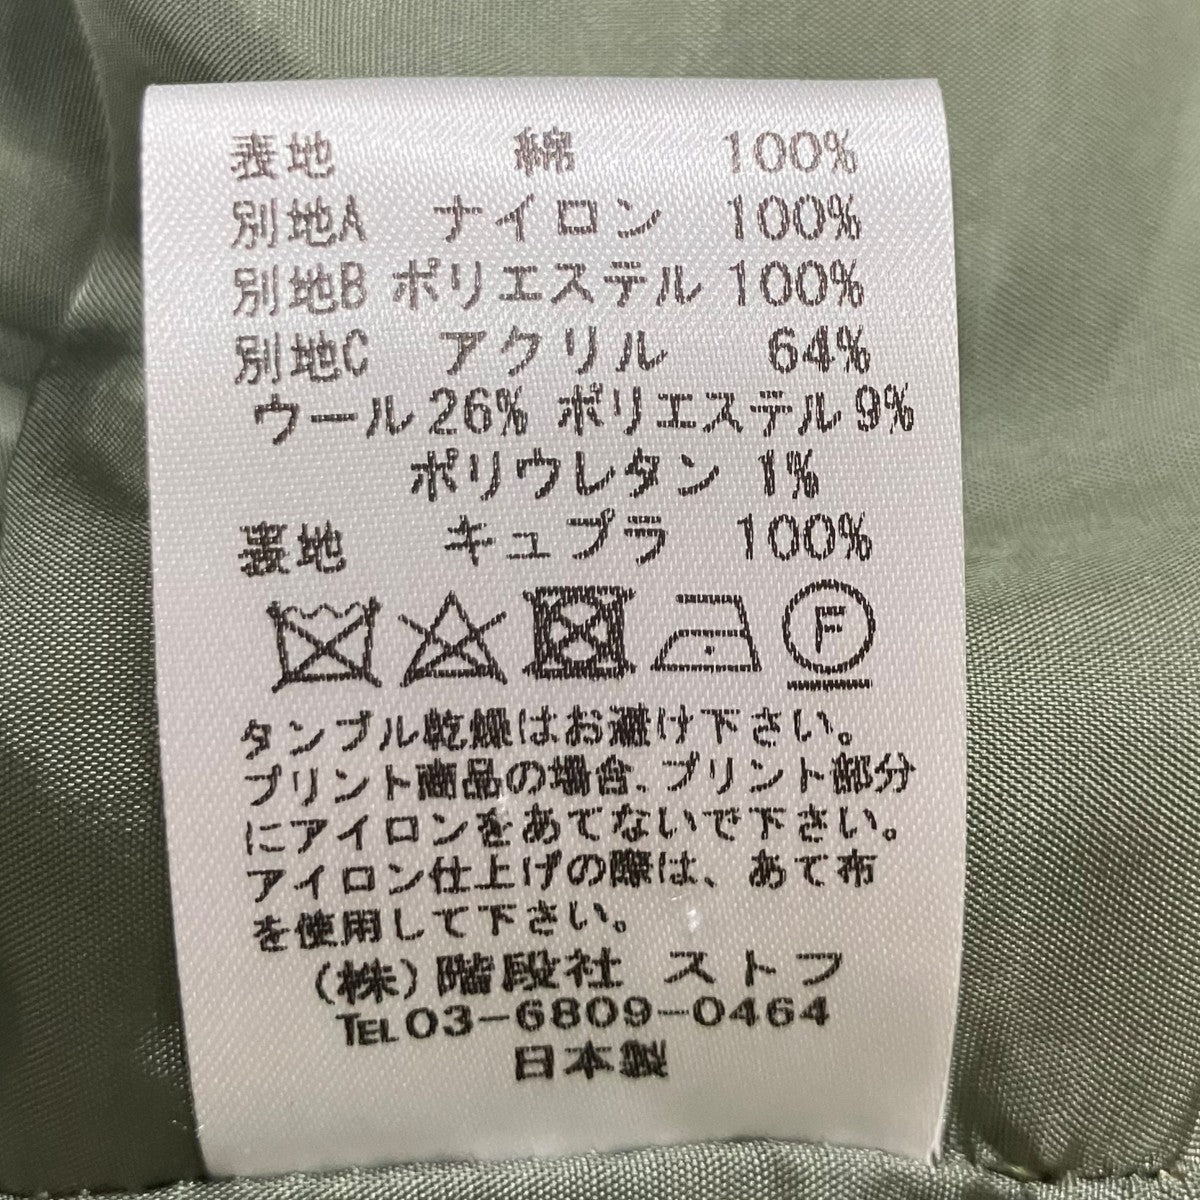 表地 綿 100%
別地A ナイロン 100%
別地B ポリエステル 100%
別地C アクリル 64%
ウール 26% ポリエステル 9%
ポリウレタン 1%
裏地 キュプラ 100%
F
タンブル乾燥はお避け下さい。
プリント商品の場合、プリント部分
にアイロンをあてないで下さい。
アイロン仕上げの際は、あて布
を使用して下さい。
(株)階段社 ストフ
TEL 03-6809-0464
日本製